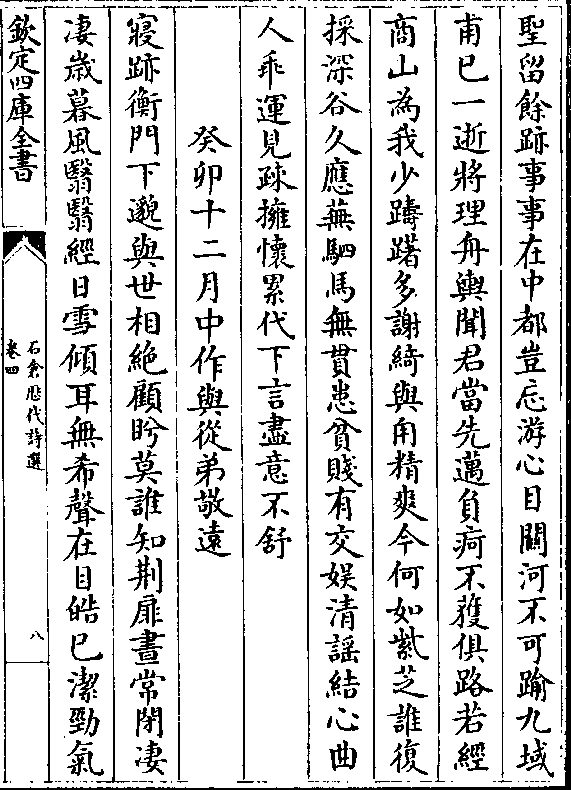 聖留餘跡事事在中都豈忘游心目關河不可踰九域
甫已一逝將理舟輿聞君當先邁負疴不獲俱路若經
商山為我少躊躇多謝綺與甪精爽今何如紫芝誰復
採深谷久應蕪駟馬無貰患貧賤有交娱清謡結心曲
人乖運見疎擁懷累代下言盡意不舒
癸卯十二月中作與從弟敬遠
寢跡衡門下邈與世相絶顧盼莫誰知荆扉晝常閉凄
凄歲暮風翳翳經日雪傾耳無希聲在目皓已潔勁氣
欽定四庫全書
石倉歴代詩選
卷四
八